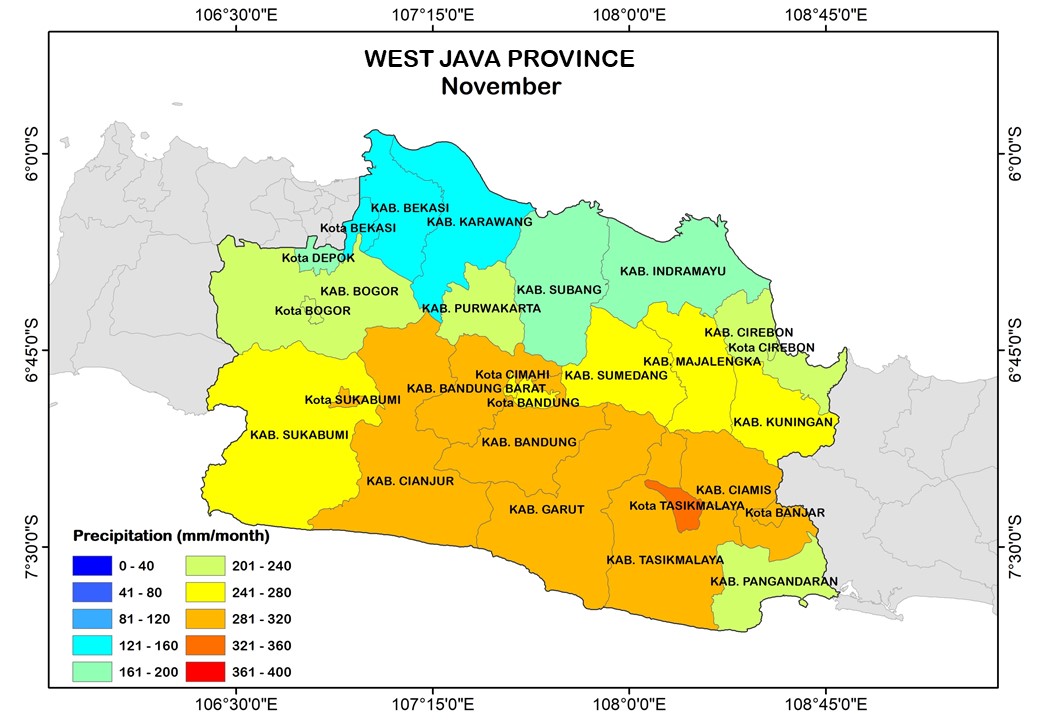 106°30'0"E 107°15'0"E 108°0'0"E 108°45'0"E
WEST JAVA PROVINCE
November
6°0'0"S
6°0'0"S
KAB. BEKASI
KAB. KARAWANG
Kota BEKASI
Kota DEPOK
KAB. INDRAMAYU
KAB. BOGOR
KAB. SUBANG
Kota BOGOR
KAB. PURWAKARTA
KAB. CIREBON
Kota CIREBON
6°45'0"S
6°45'0"S
KAB. MAJALENGKA
Kota CIMAHI
KAB. SUMEDANG
KAB. BANDUNG BARAT
Kota SUKABUMI
Kota BANDUNG
KAB. KUNINGAN
KAB. SUKABUMI
KAB. BANDUNG
KAB. CIANJUR
KAB. CIAMIS
Kota TASIKMALAYA
KAB. GARUT
Kota BANJAR
7°30'0"S
7°30'0"S
KAB. TASIKMALAYA
KAB. PANGANDARAN
Precipitation (mm/month)
0 - 40 201 - 240
41 - 80 241 - 280
81 - 120 281 - 320
121 - 160 321 - 360
161 - 200 361 - 400
106°30'0"E 107°15'0"E 108°0'0"E 108°45'0"E